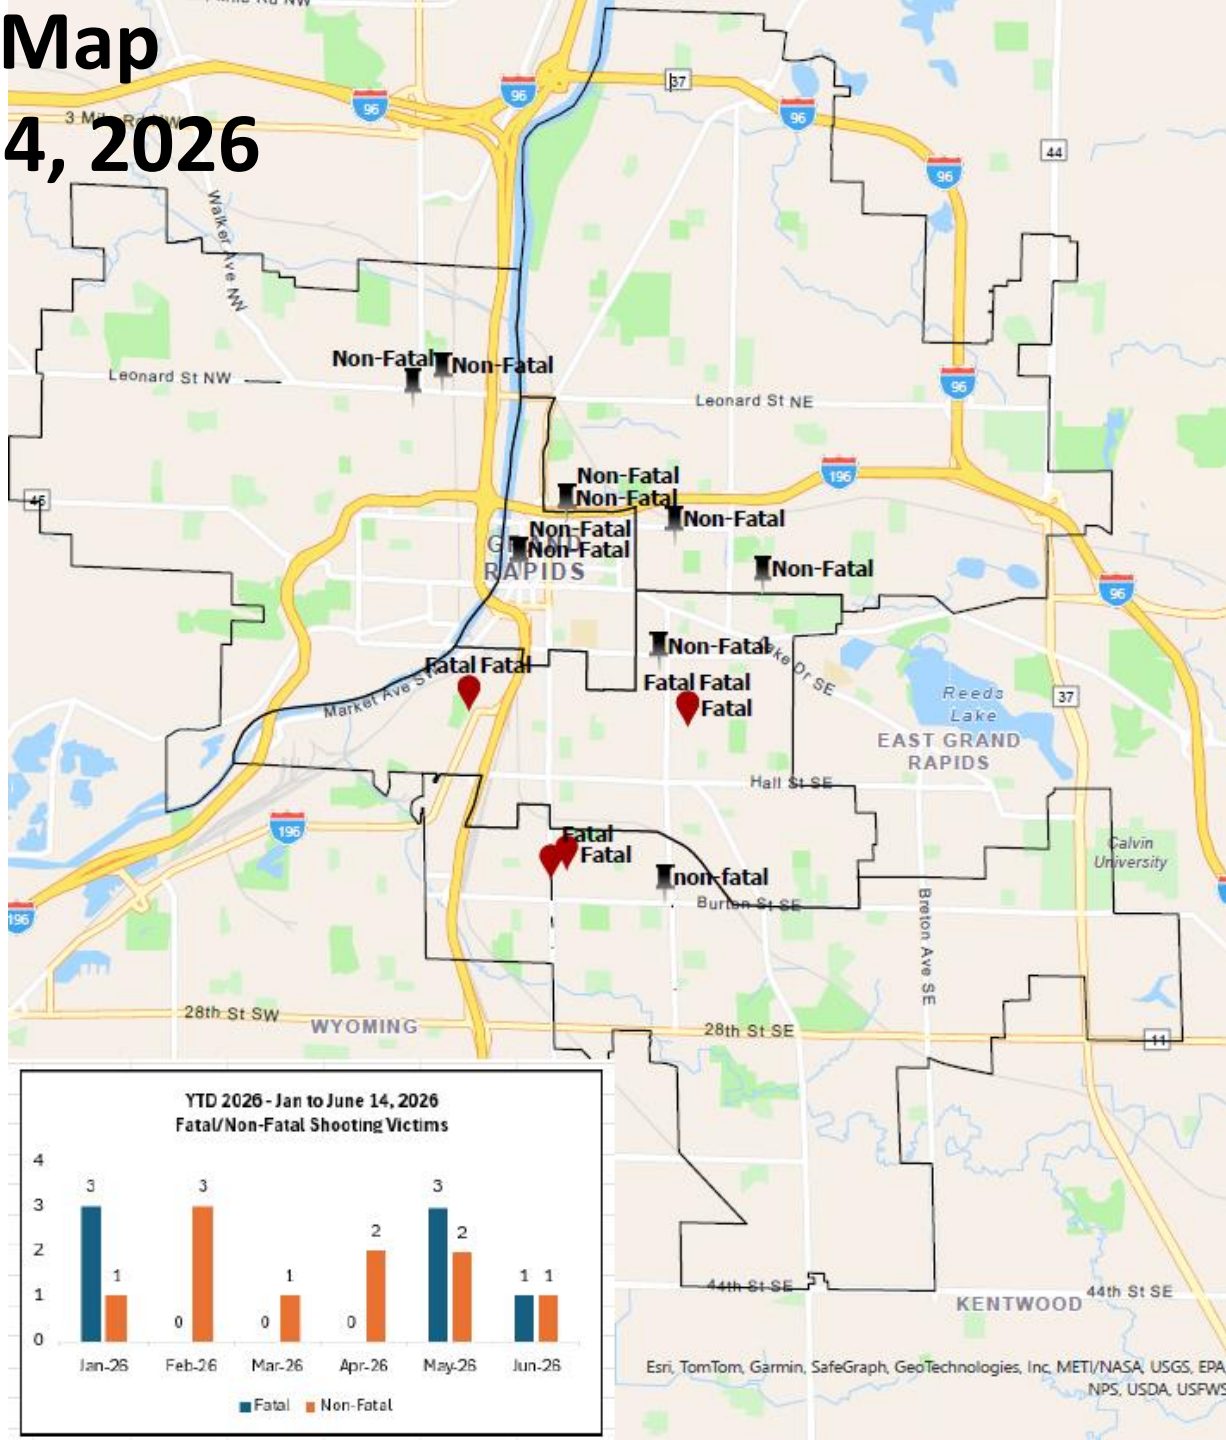 Map
4, 2026
96
96
37
96
3 Mile Rd NW
44
96
Walker Ave NW
Non-Fatal
Non-Fatal
Leonard St NW
96
Leonard St NE
Non-Fatal
196
Non-Fatal
45
Non-Fatal
Non-Fatal
GRAND
Non-Fatal
RAPIDS
Non-Fatal
96
Non-Fatal
Lake Dr SE
Fatal Fatal
Fatal Fatal
Market Ave SW
Fatal
Reeds
Lake
37
EAST GRAND
RAPIDS
Hall St SE
196
Fatal
Fatal
Calvin
University
non-fatal
Burton St SE
196
Breton Ave SE
28th St SW
WYOMING
28th St SE
11
YTD 2026 - Jan to June 14, 2026
Fatal/Non-Fatal Shooting Victims
4
3
2
1
0
3
1
0
3
0
1
0
2
3
2
1
1
Jan-26
Feb-26
Mar-26
Apr-26
May-26
Jun-26
Fatal
Non-Fatal
44th St SE
44th St SE
KENTWOOD
Esri, TomTom, Garmin, SafeGraph, GeoTechnologies, Inc, METI/NASA, USGS, EPA,
NPS, USDA, USFWS